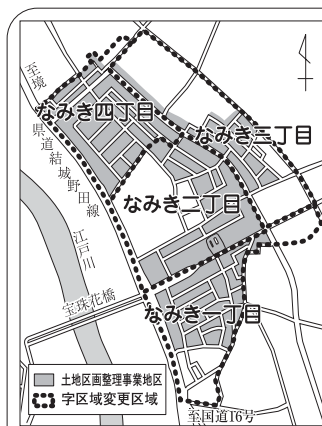 至境
なみき四丁目
なみき三丁目
県道結城野田線
なみき二丁目
江戸川
宝珠花橋
なみき一丁目
土地区画整理事業地区
字区域変更区域
至国道16号